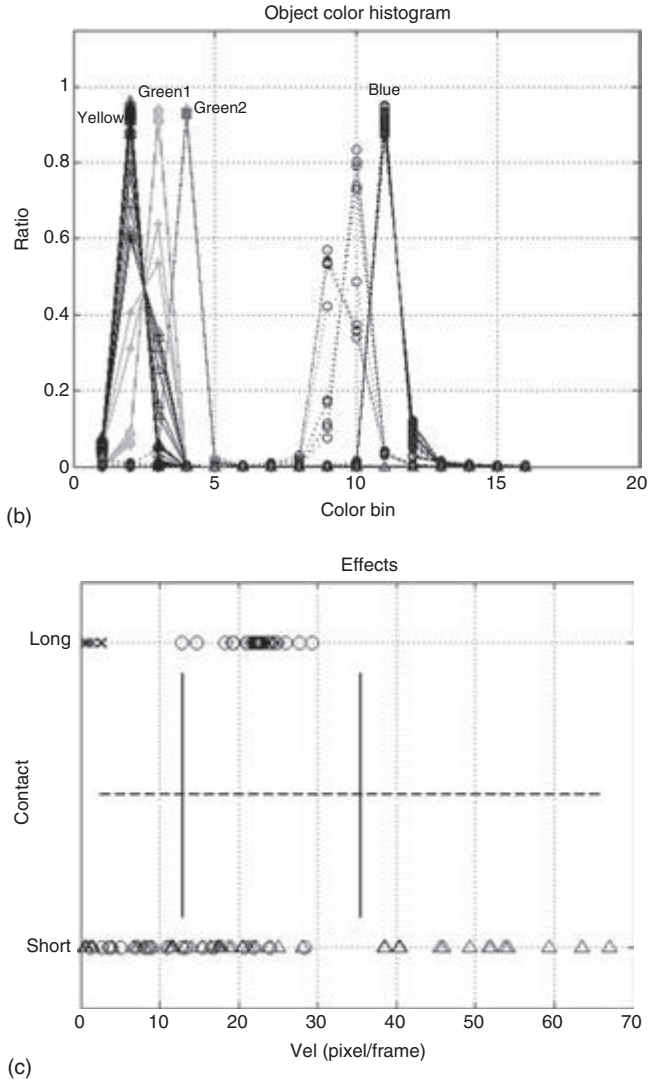 Object color histogram
1
0.8
0.6
0.4
0.2
0
Ratio
Yellow
Green1
Green2
Blue
0 5 10 15 20
Color bin
(b)
Effects
Long
Short
Contact
0 10 20 30 40 50 60 70
Vel (pixel/frame)
(c)